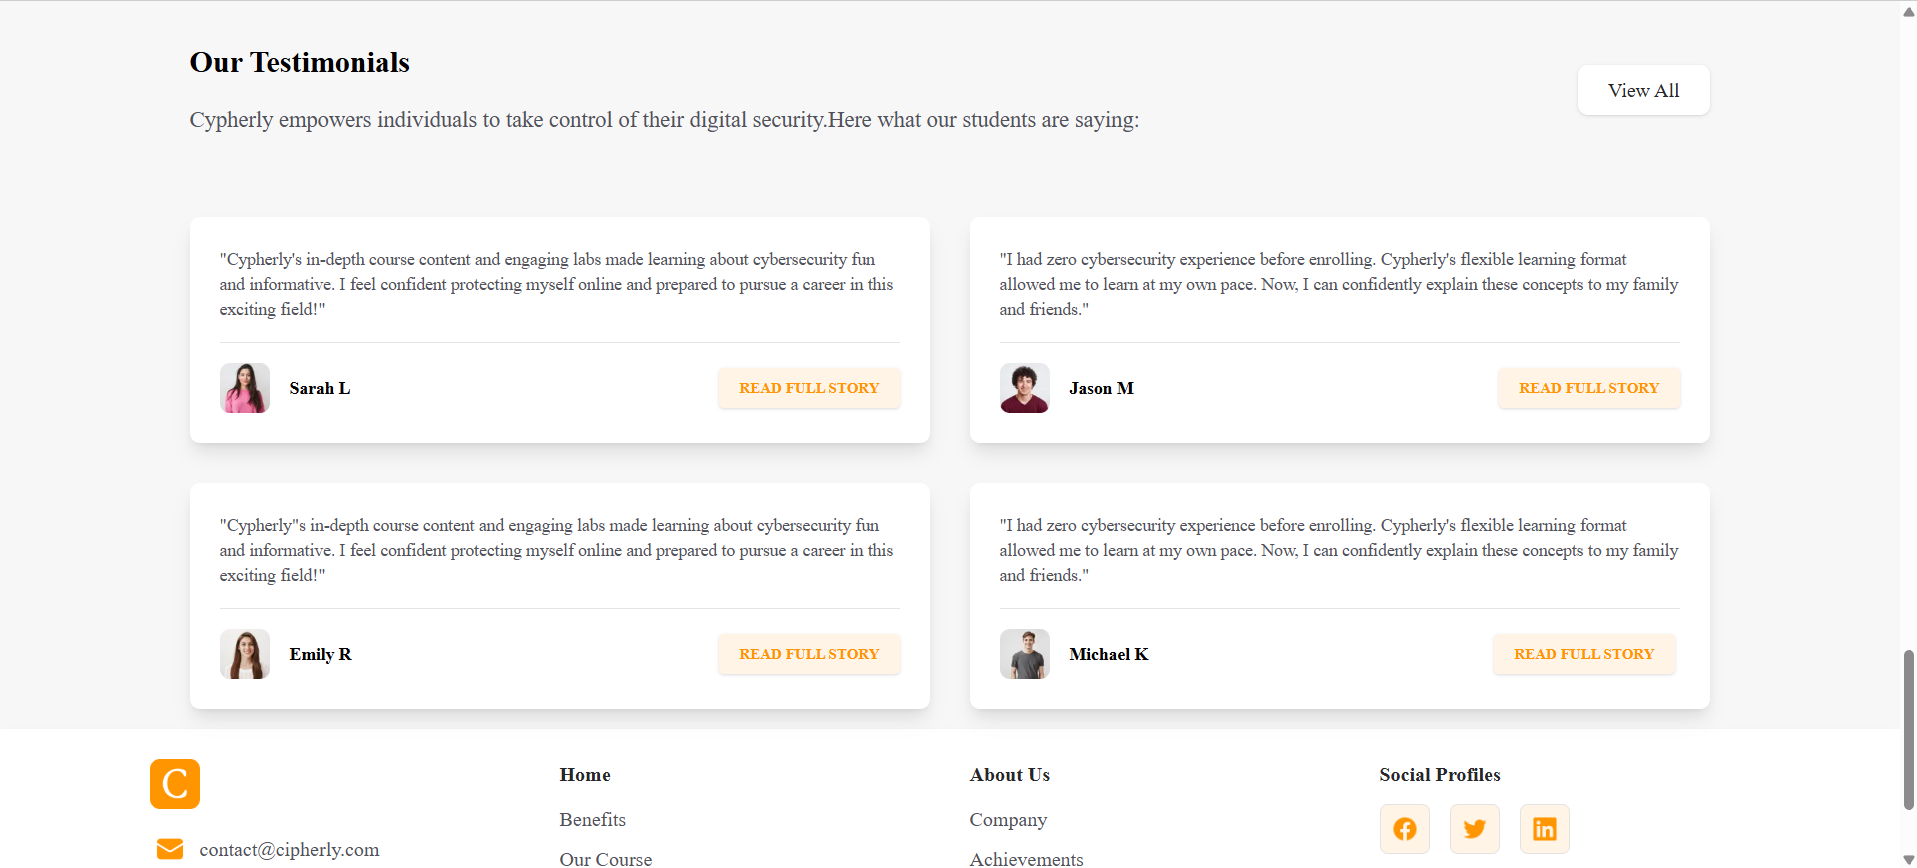 Our Testimonials
View All
Cypherly empowers individuals to take control of their digital security.Here what our students are saying:
"Cypherly's in-depth course content and engaging labs made learning about cybersecurity fun
and informative. I feel confident protecting myself online and prepared to pursue a career in this
exciting field!"
Sarah L
READ FULL STORY
"I had zero cybersecurity experience before enrolling. Cypherly's flexible learning format
allowed me to learn at my own pace. Now, I can confidently explain these concepts to my family
and friends."
Jason M
READ FULL STORY
"Cypherly"s in-depth course content and engaging labs made learning about cybersecurity fun
and informative. I feel confident protecting myself online and prepared to pursue a career in this
exciting field!"
Emily R
READ FULL STORY
"I had zero cybersecurity experience before enrolling. Cypherly's flexible learning format
allowed me to learn at my own pace. Now, I can confidently explain these concepts to my family
and friends."
Michael K
READ FULL STORY
C
contact@cipherly.com
Home
Benefits
Our Course
About Us
Company
Achievements
Social Profiles